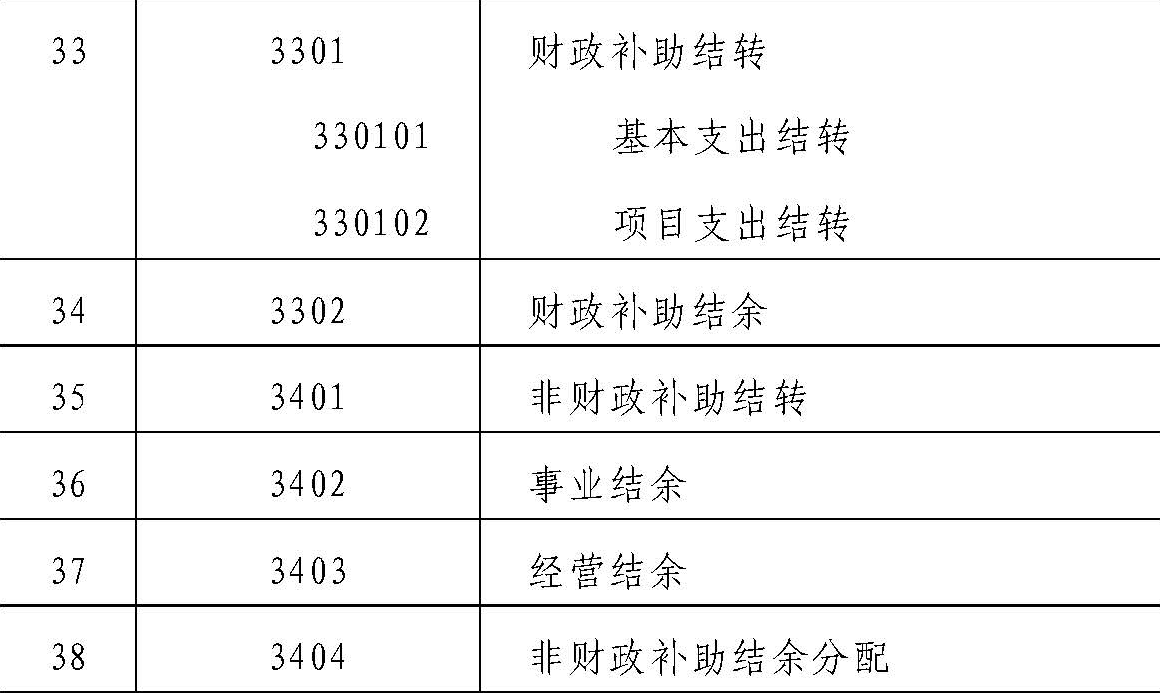 33 3301 财政补助结转
330101 基本支出结转
330102 项目支出结转
34 3302 财政补助结余
35 3401 非财政补助结转
36 3402 事业结余
37 3403 经营结余
38 3404 非财政补助结余分配